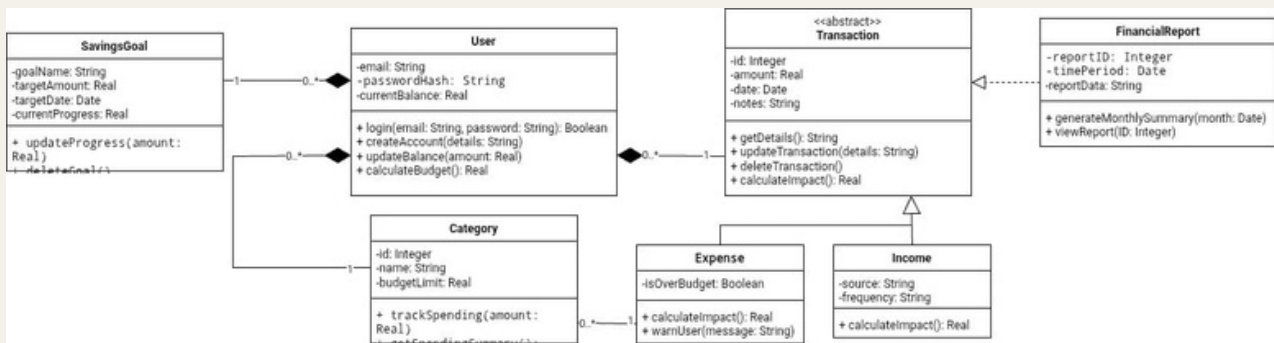 SavingsGoal
-goalName: String
-targetAmount: Real
-targetDate: Date
-currentProgress: Real
+ updateProgress(amount:
Real)
+ deleteGoal()
1
0..*
User
-email: String
-passwordHash: String
-currentBalance: Real
+ login(email: String, password: String): Boolean
+ createAccount(details: String)
+ updateBalance(amount: Real)
+ calculateBudget(): Real
0..*
1
0..*
1
<<abstract>>
Transaction
-id: Integer
-amount: Real
-date: Date
-notes: String
+ getDetails(): String
+ updateTransaction(details: String)
+ deleteTransaction()
+ calculateImpact(): Real
FinancialReport
-reportID: Integer
-timePeriod: Date
-reportData: String
+ generateMonthlySummary(month: Date)
+ viewReport(ID: Integer)
Category
-id: Integer
-name: String
-budgetLimit: Real
+ trackSpending(amount:
Real)
+ getSpendingSummary():
0..*
1
Expense
-isOverBudget: Boolean
+ calculateImpact(): Real
+ warnUser(message: String)
Income
-source: String
-frequency: String
+ calculateImpact(): Real